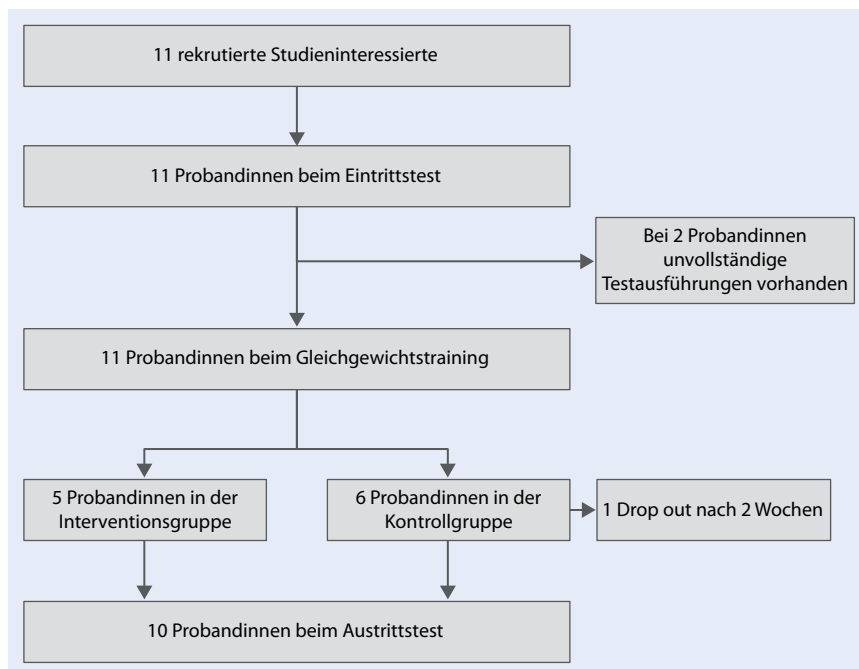 11 rekrutierte Studieninteressierte
11 Probandinnen beim Eintrittstest
Bei 2 Probandinnen
unvollständige
Testausführungen vorhanden
11 Probandinnen beim Gleichgewichtstraining
5 Probandinnen in der
Interventionsgruppe
6 Probandinnen in der
Kontrollgruppe
1 Drop out nach 2 Wochen
10 Probandinnen beim Austrittstest